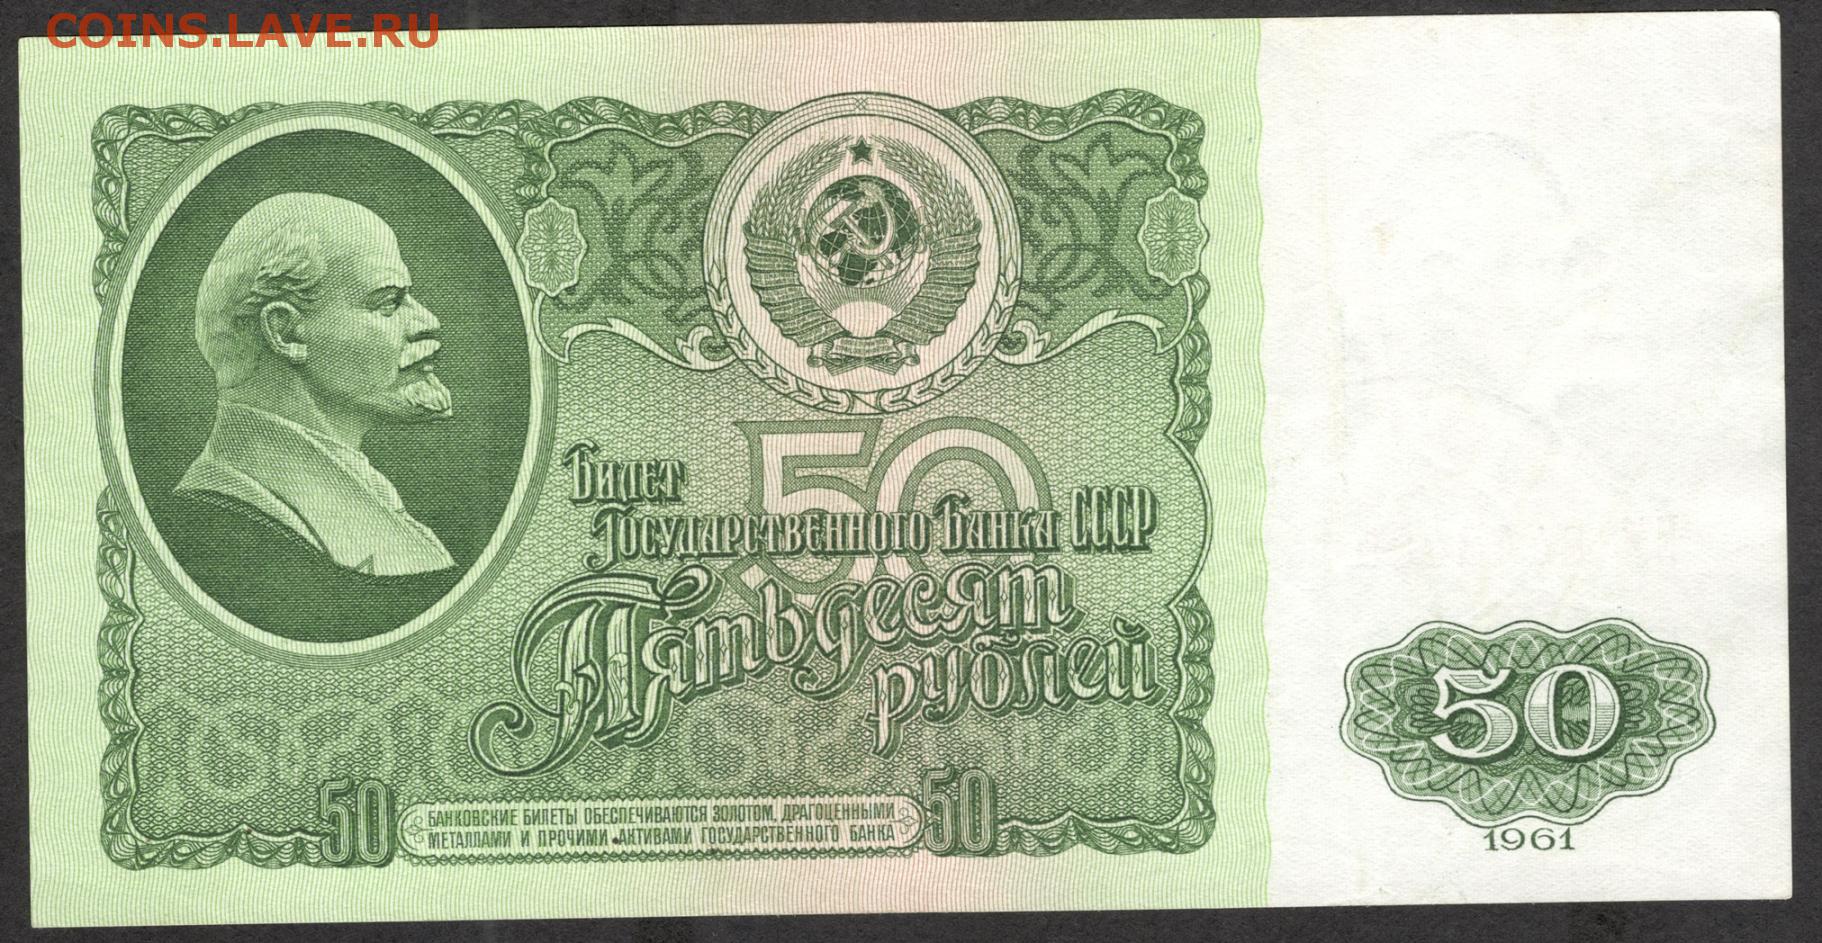 COINS.LAVE.RU
50
Билет
Государственного Банка СССР
Пятьдесят
рублей
50
50
БАНКОВСКИЕ БИЛЕТЫ ОБЕСПЕЧИВАЮТСЯ ЗОЛОТОМ, ДРАГОЦЕННЫМИ
МЕТАЛЛАМИ И ПРОЧИМИ АКТИВАМИ ГОСУДАРСТВЕННОГО БАНКА
50
1961